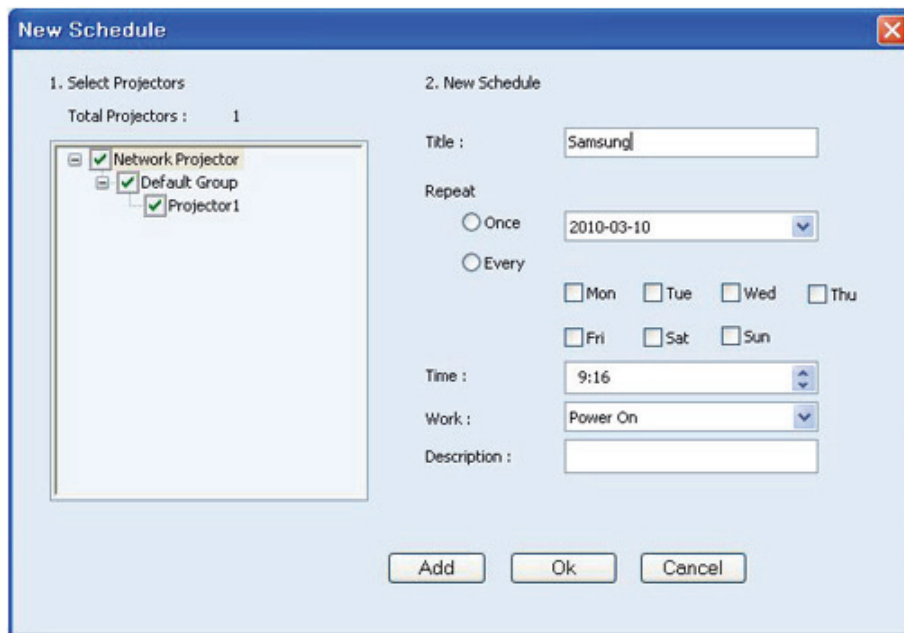 New Schedule
1. Select Projectors
Total Projectors : 1
Network Projector
Default Group
Projector1
2. New Schedule
Title : Samsung
Repeat
Once 2010-03-10
Every
Mon Tue Wed Thu
Fri Sat Sun
Time : 9:16
Work : Power On
Description :
Add Ok Cancel